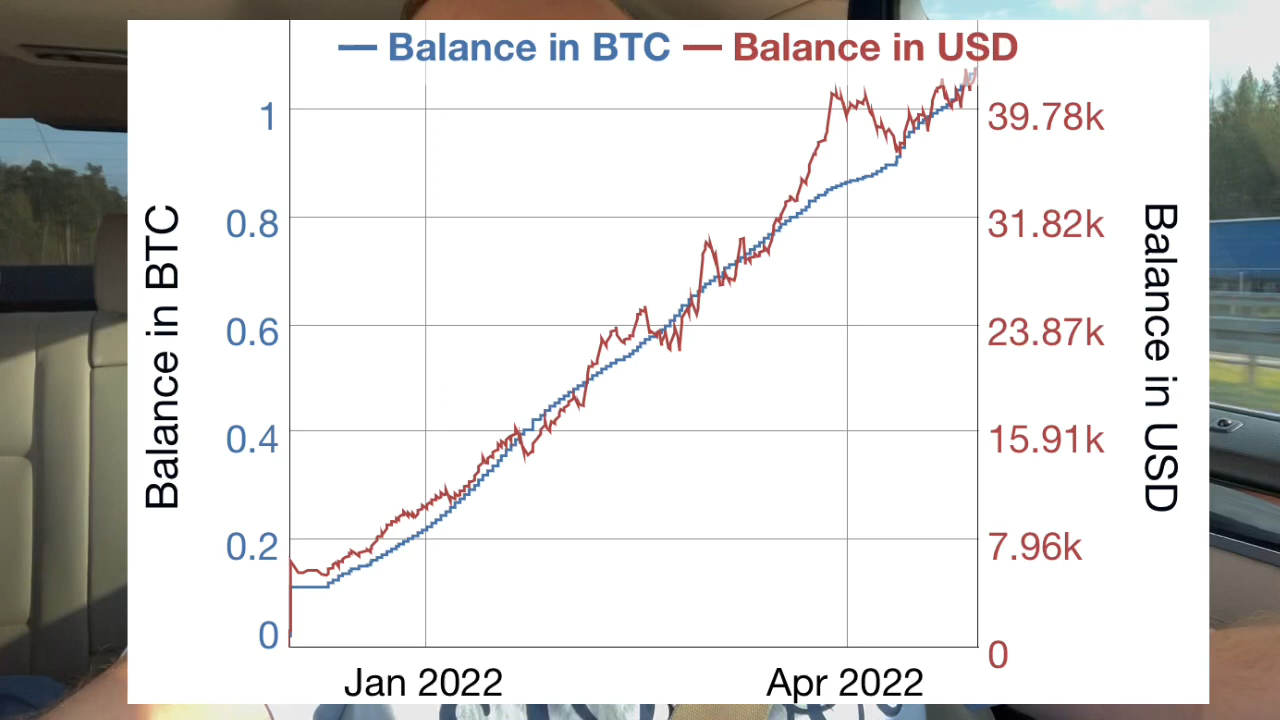 Balance in BTC Balance in USD
1
0.8
0.6
0.4
0.2
0
Balance in BTC
39.78k
31.82k
23.87k
15.91k
7.96k
0
Balance in USD
Jan 2022
Apr 2022